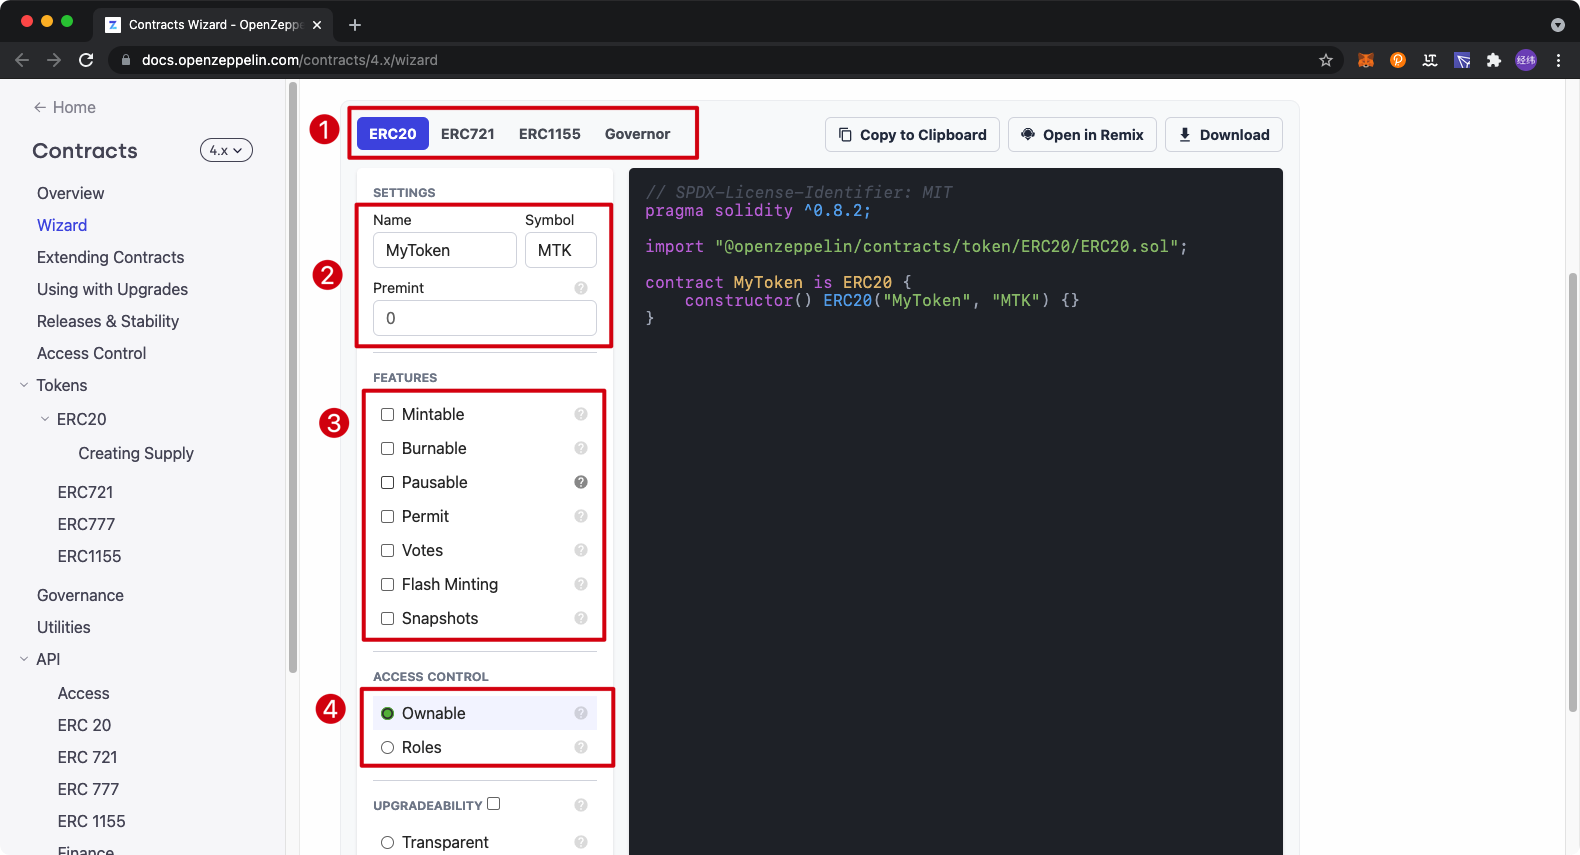 Contracts Wizard - OpenZeppe
docs.openzeppelin.com/contracts/4.x/wizard
经纬
← Home
Contracts
4.x
Overview
Wizard
Extending Contracts
Using with Upgrades
Releases & Stability
Access Control
Tokens
ERC20
Creating Supply
ERC721
ERC777
ERC1155
Governance
Utilities
API
Access
ERC 20
ERC 721
ERC 777
ERC 1155
Finance
1
ERC20 ERC721 ERC1155 Governor
Copy to Clipboard
Open in Remix
Download
SETTINGS
2
Name Symbol
MyToken MTK
Premint ?
0
FEATURES
3
Mintable ?
Burnable ?
Pausable ?
Permit ?
Votes ?
Flash Minting ?
Snapshots ?
ACCESS CONTROL
4
Ownable ?
Roles ?
UPGRADEABILITY ?
Transparent ?
// SPDX-License-Identifier: MIT
pragma solidity ^0.8.2;
import "@openzeppelin/contracts/token/ERC20/ERC20.sol";
contract MyToken is ERC20 {
constructor() ERC20("MyToken", "MTK") {}
}